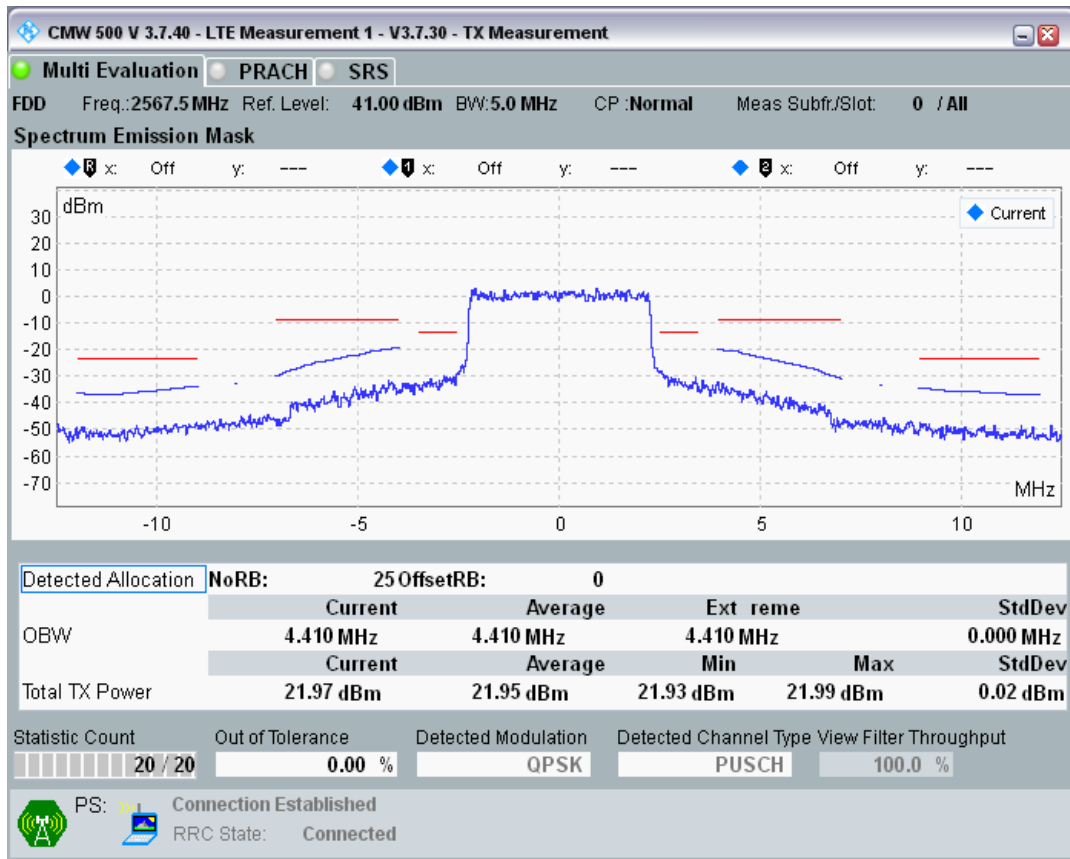 CMW 500 V 3.7.40 - LTE Measurement 1 - V3.7.30 - TX Measurement
Multi Evaluation PRACH SRS
FDD Freq.:2567.5 MHz Ref. Level: 41.00 dBm BW:5.0 MHz CP :Normal Meas Subfr./Slot: 0 / All
Spectrum Emission Mask
R x: Off y: --- 1 x: Off y: --- 2 x: Off y: ---
dBm
Current
30
20
10
0
-10
-20
-30
-40
-50
-60
-70
MHz
-10 -5 0 5 10
Detected Allocation NoRB: 25 OffsetRB: 0
Current Average Ext reme StdDev
OBW 4.410 MHz 4.410 MHz 4.410 MHz 0.000 MHz
Current Average Min Max StdDev
Total TX Power 21.97 dBm 21.95 dBm 21.93 dBm 21.99 dBm 0.02 dBm
Statistic Count Out of Tolerance Detected Modulation Detected Channel Type View Filter Throughput
20 / 20 0.00 % QPSK PUSCH 100.0 %
PS: Connection Established
RRC State: Connected